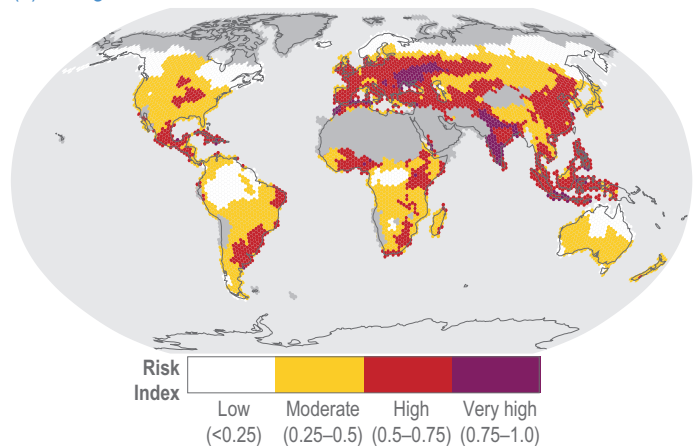 Risk
Index
Low
(<0.25)
Moderate
(0.25–0.5)
High
(0.5–0.75)
Very high
(0.75–1.0)